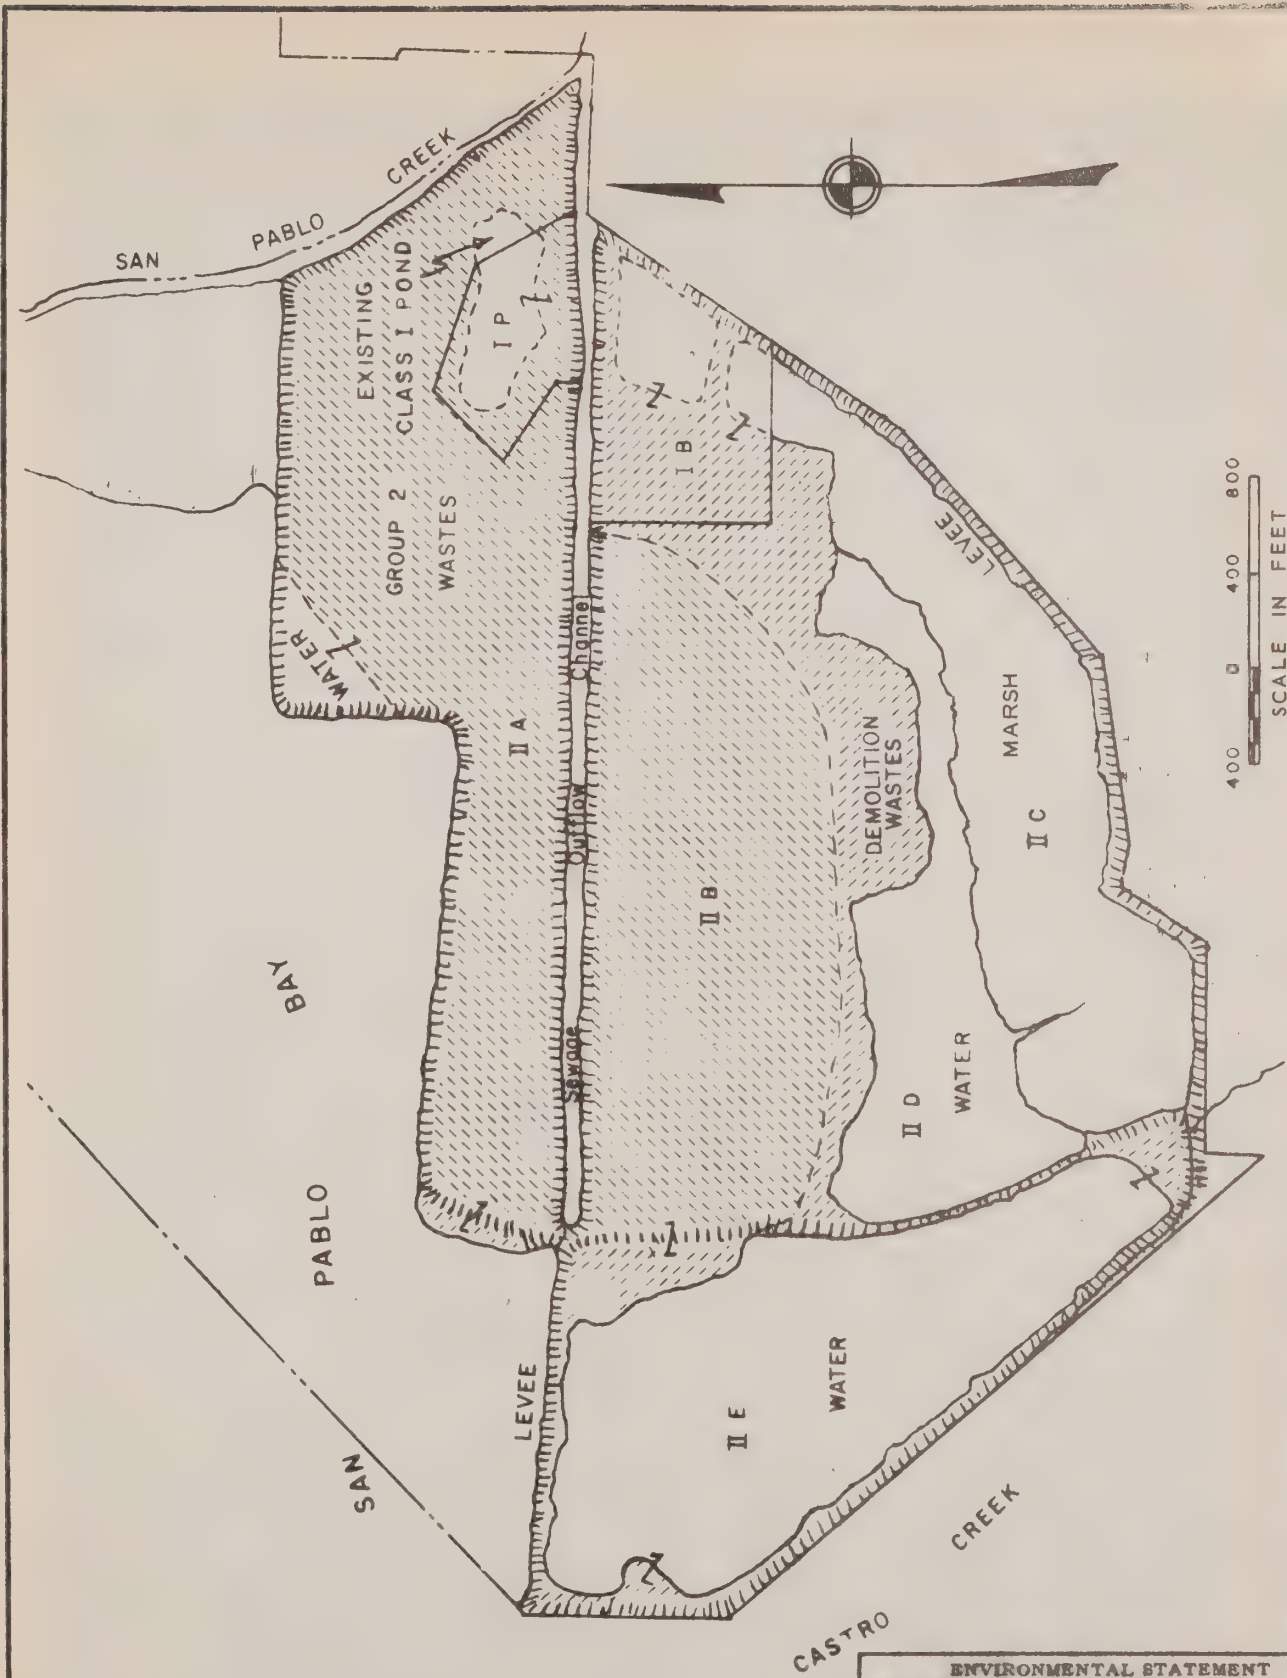 SAN PABLO CREEK
EXISTING
CLASS I POND
I P
GROUP 2
WASTES
WATER
II A
I B
Sewage Outflow Channel
II B
DEMOLITION
WASTES
LEVEE
MARSH
II C
II D
WATER
SAN PABLO BAY
LEVEE
II E
WATER
CASTRO CREEK
400 0 400 800
SCALE IN FEET
ENVIRONMENTAL STATEMENT